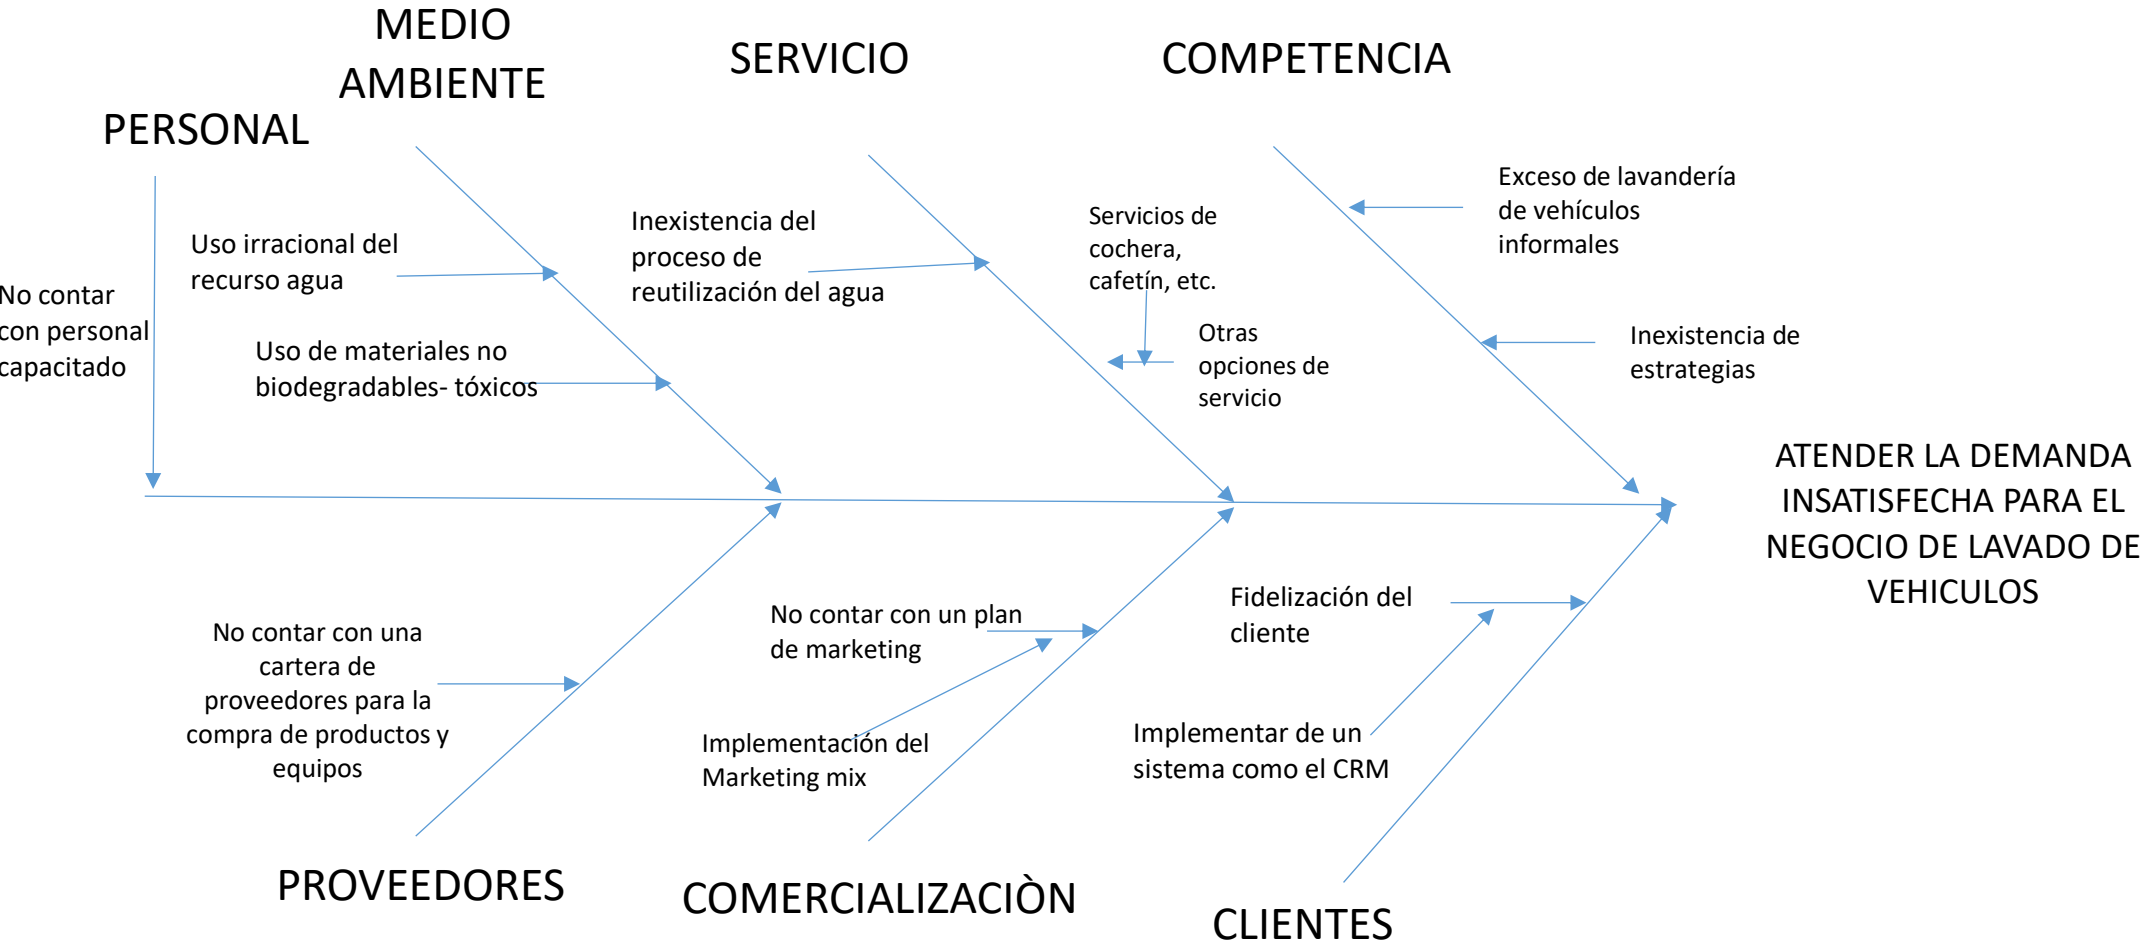 MEDIO
AMBIENTE
SERVICIO
COMPETENCIA
PERSONAL
Exceso de lavandería
de vehículos
informales
Servicios de
cochera,
cafetín, etc.
Inexistencia del
proceso de
reutilización del agua
Uso irracional del
recurso agua
No contar
con personal
capacitado
Uso de materiales no
biodegradables- tóxicos
Otras
opciones de
servicio
Inexistencia de
estrategias
ATENDER LA DEMANDA
INSATISFECHA PARA EL
NEGOCIO DE LAVADO DE
VEHICULOS
No contar con una
cartera de
proveedores para la
compra de productos y
equipos
No contar con un plan
de marketing
Fidelización del
cliente
Implementación del
Marketing mix
Implementar de un
sistema como el CRM
PROVEEDORES
COMERCIALIZACIÒN
CLIENTES